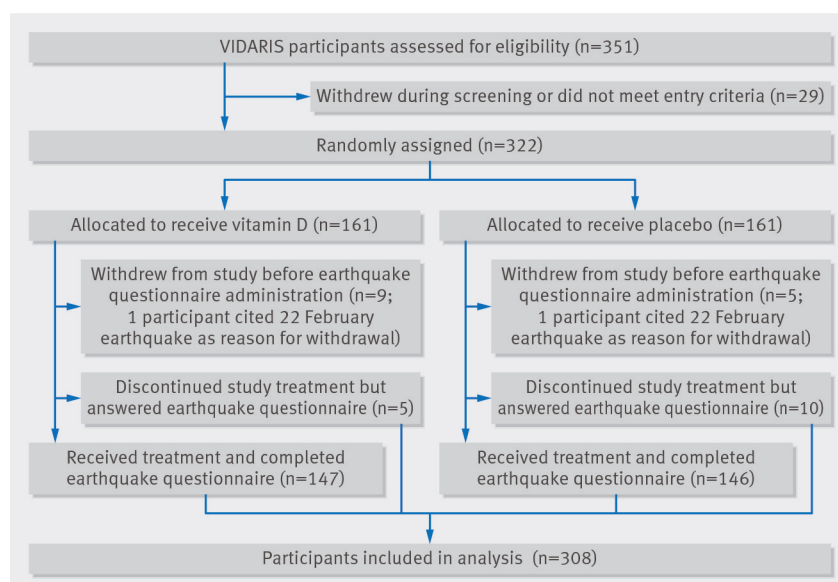 VIDARIS participants assessed for eligibility (n=351)
Withdrew during screening or did not meet entry criteria (n=29)
Randomly assigned (n=322)
Allocated to receive vitamin D (n=161)
Withdrew from study before earthquake
questionnaire administration (n=9;
1 participant cited 22 February
earthquake as reason for withdrawal)
Discontinued study treatment but
answered earthquake questionnaire (n=5)
Received treatment and completed
earthquake questionnaire (n=147)
Allocated to receive placebo (n=161)
Withdrew from study before earthquake
questionnaire administration (n=5;
1 participant cited 22 February
earthquake as reason for withdrawal)
Discontinued study treatment but
answered earthquake questionnaire (n=10)
Received treatment and completed
earthquake questionnaire (n=146)
Participants included in analysis (n=308)